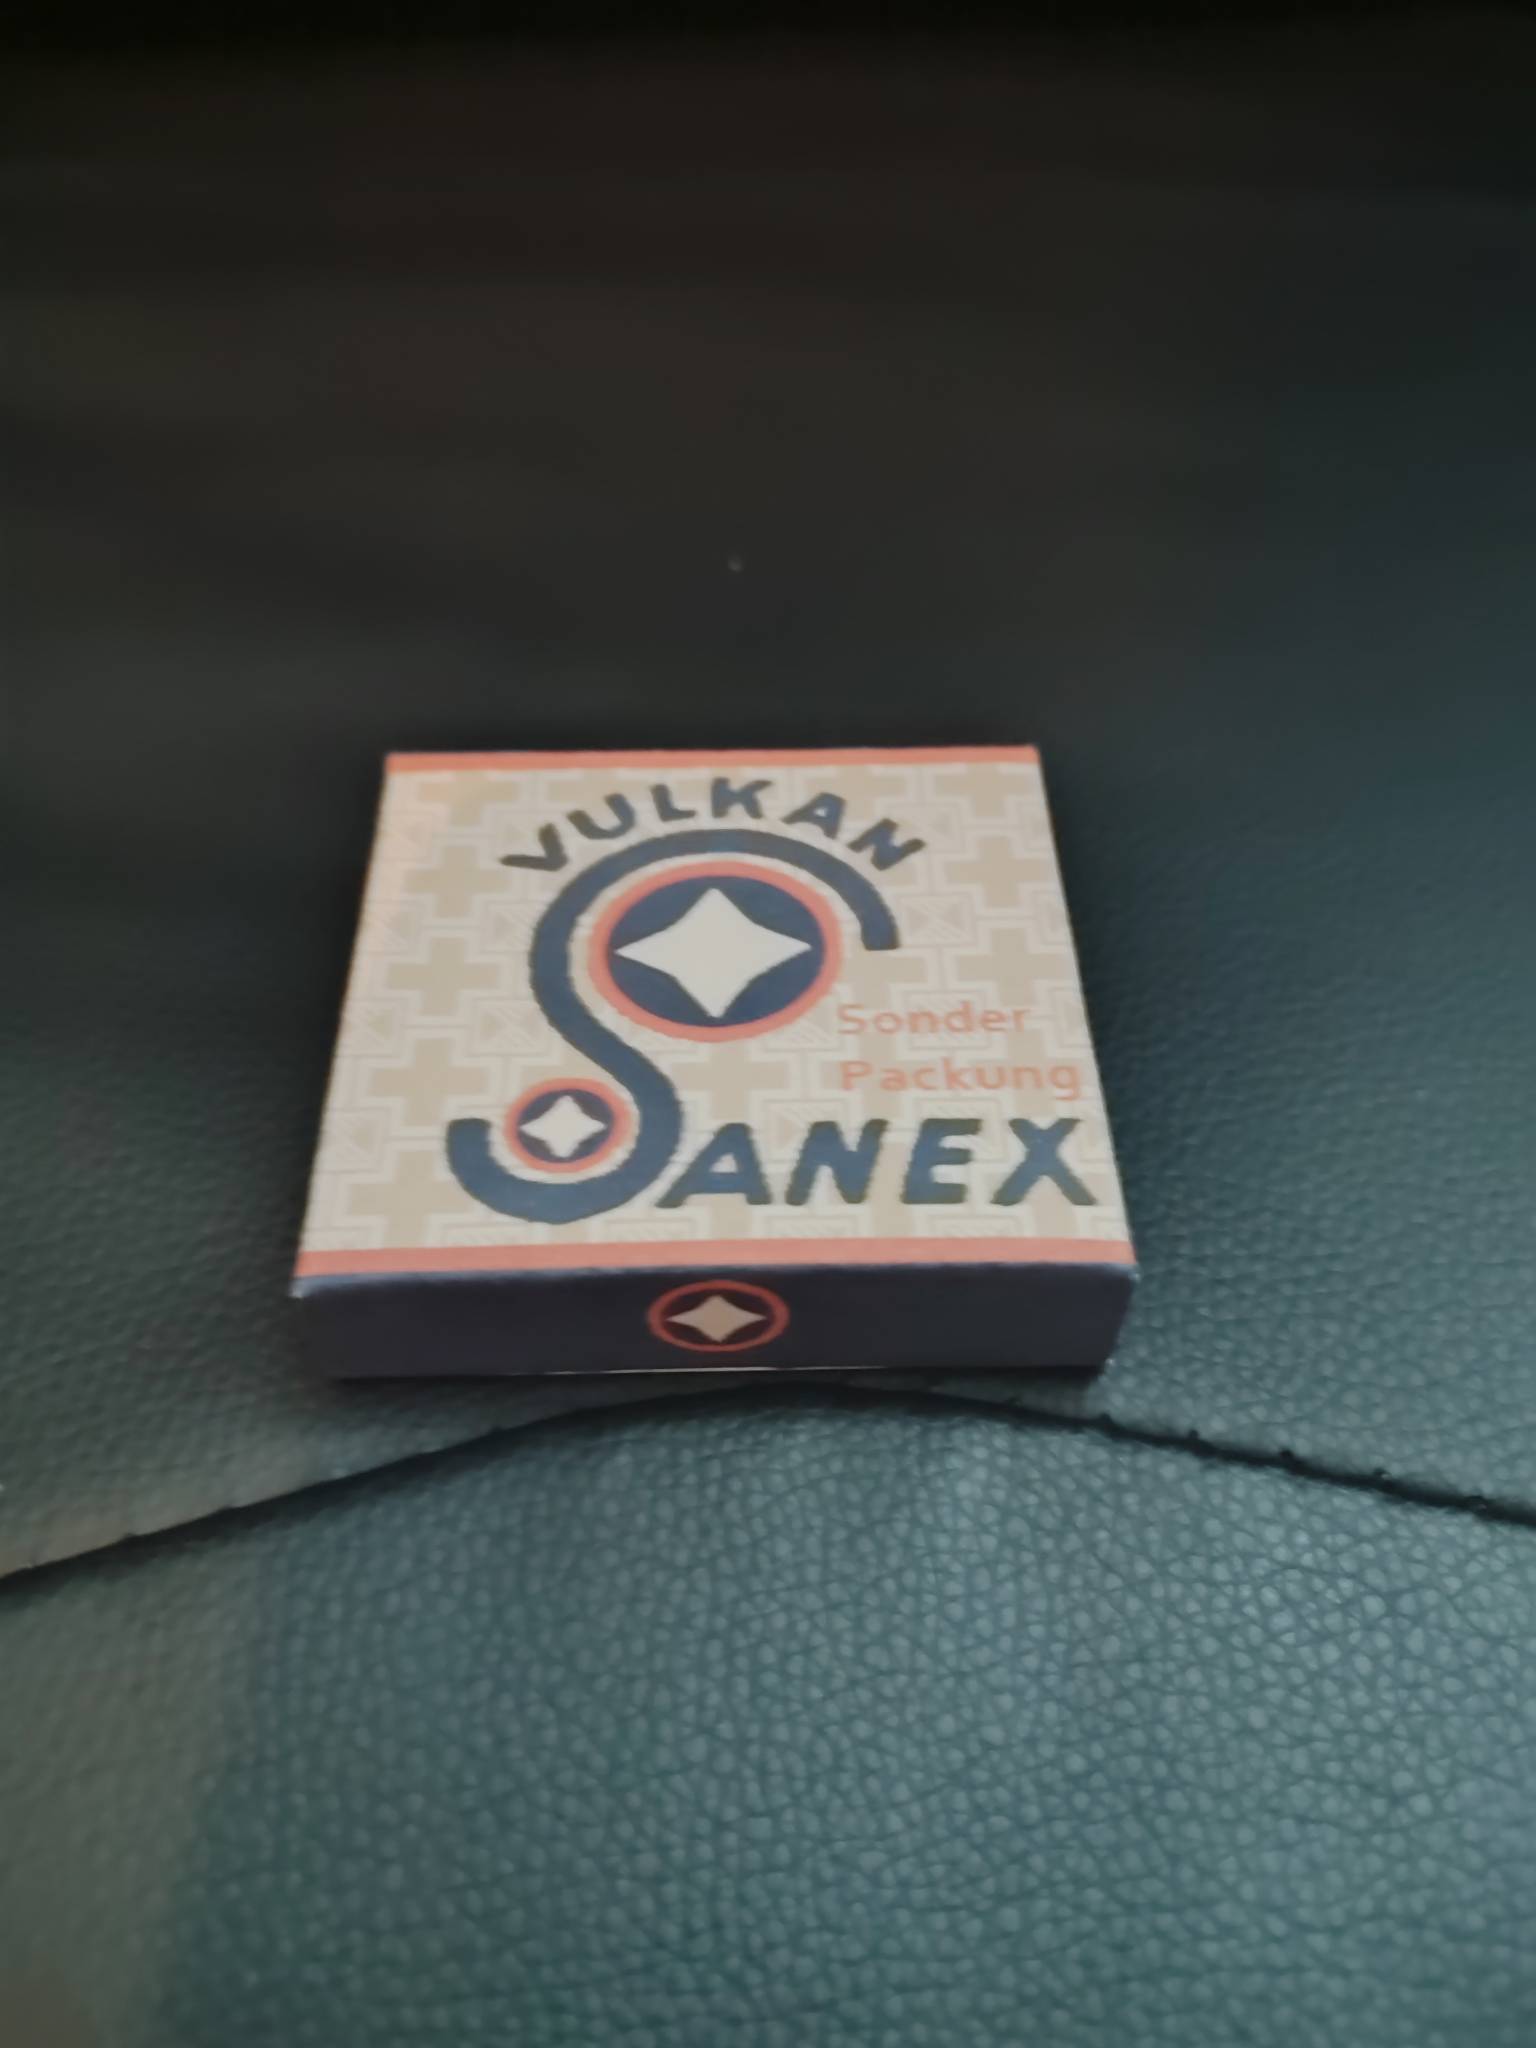 VULKAN
Sonder
Packung
SANEX